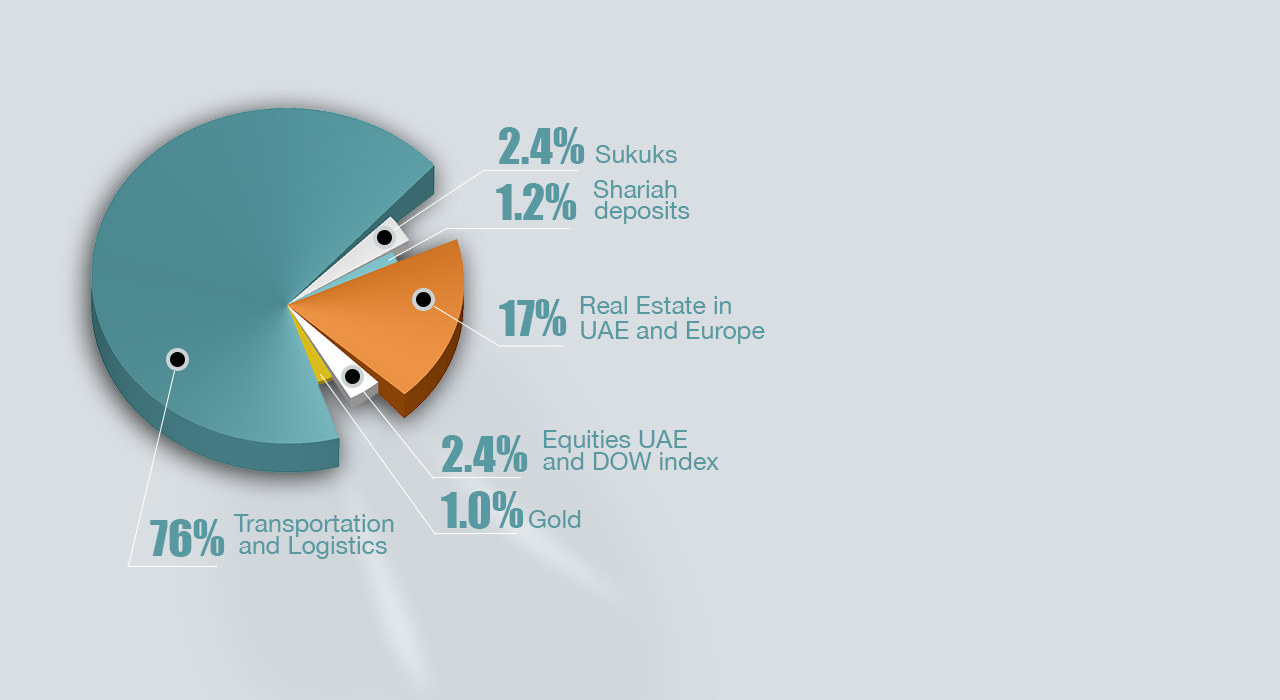 2.4% Sukuks
1.2% Shariah
deposits
17% Real Estate in
UAE and Europe
2.4% Equities UAE
and DOW index
1.0% Gold
76% Transportation
and Logistics